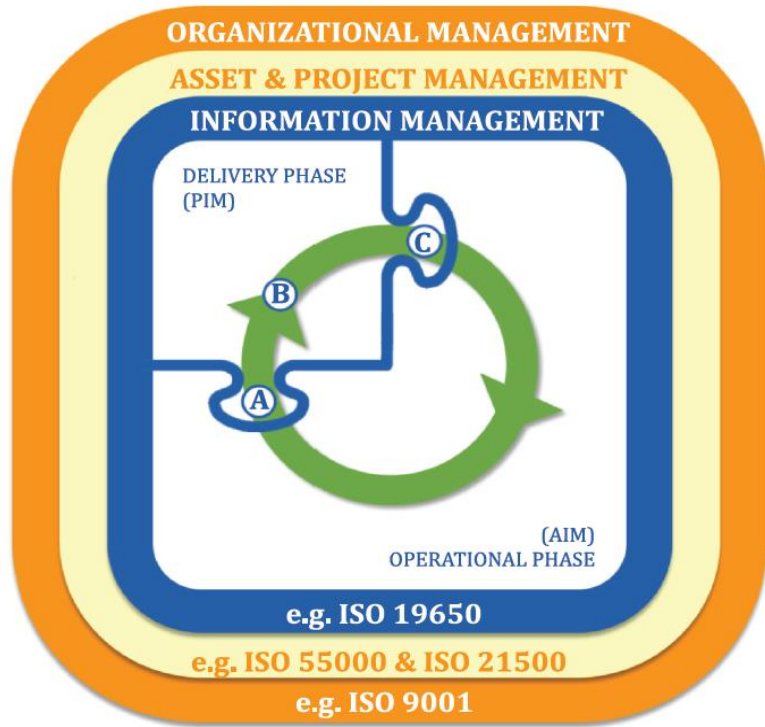 ORGANIZATIONAL MANAGEMENT
ASSET & PROJECT MANAGEMENT
INFORMATION MANAGEMENT
DELIVERY PHASE
(PIM)
C
B
A
(AIM)
OPERATIONAL PHASE
e.g. ISO 19650
e.g. ISO 55000 & ISO 21500
e.g. ISO 9001